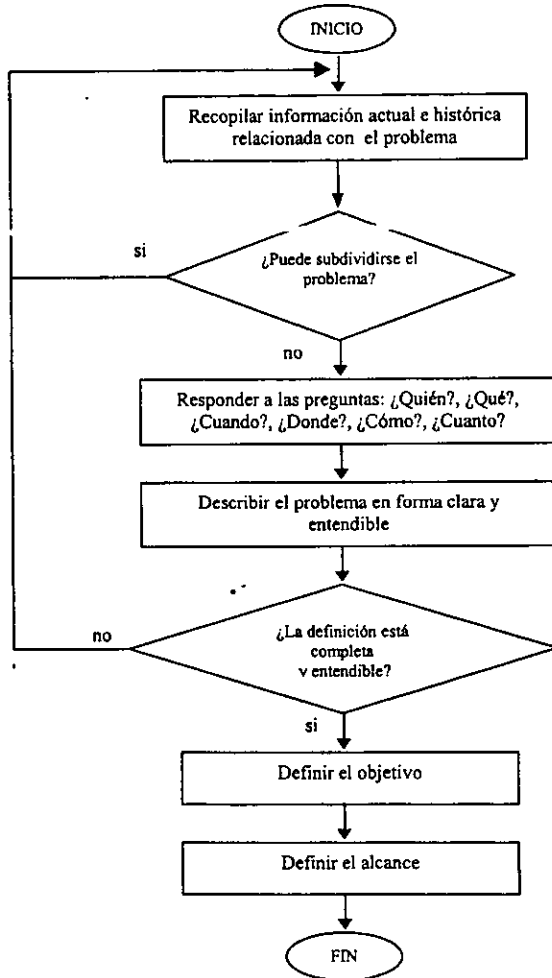 INICIO
Recopilar información actual e histórica
relacionada con el problema
si
¿Puede subdividirse el
problema?
no
Responder a las preguntas: ¿Quién?, ¿Qué?,
¿Cuando?, ¿Donde?, ¿Cómo?, ¿Cuanto?
Describir el problema en forma clara y
entendible
no
¿La definición está
completa
y entendible?
si
Definir el objetivo
Definir el alcance
FIN